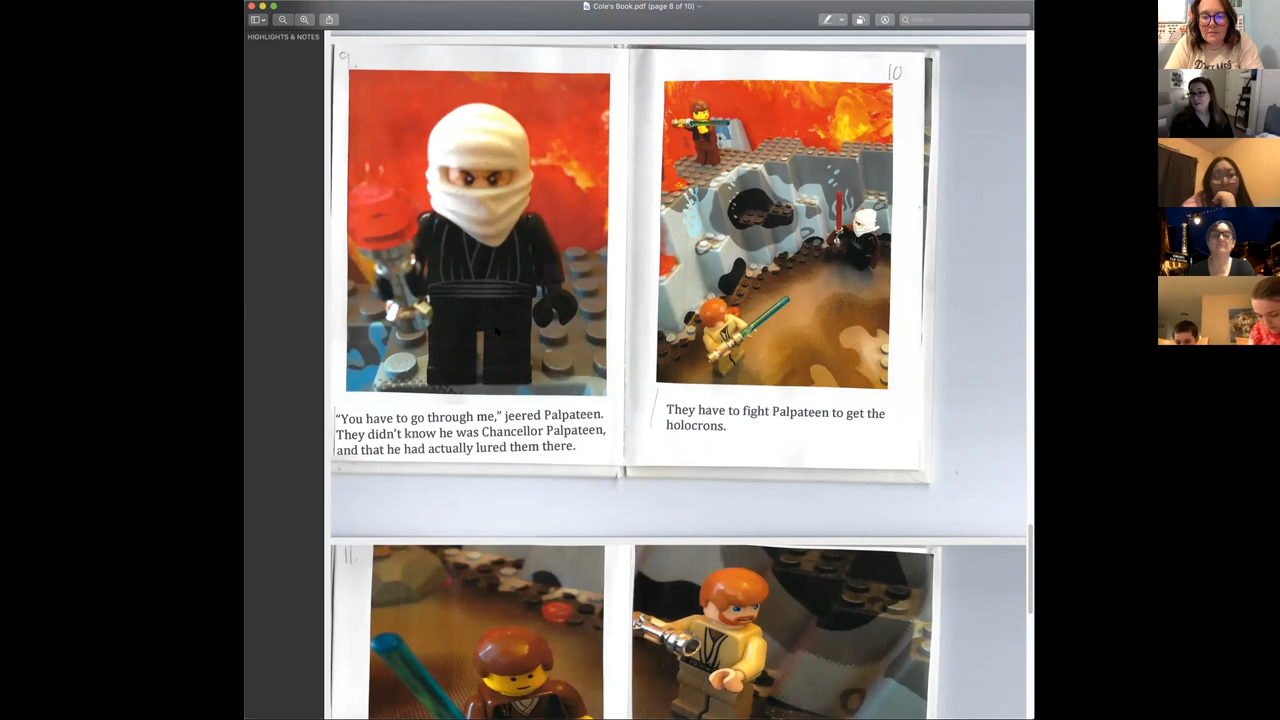 Cole's Book.pdf (page 8 of 10)
Search
HIGHLIGHTS & NOTES
9
10
“You have to go through me,” jeered Palpateen.
They didn’t know he was Chancellor Palpateen,
and that he had actually lured them there.
They have to fight Palpateen to get the
holocrons.
11